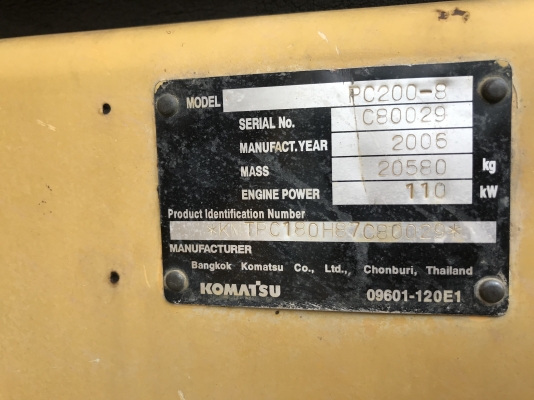 MODEL PC200-8
SERIAL No. C80029
MANUFACT.YEAR 2006
MASS 20580 kg
ENGINE POWER 110 kW
Product Identification Number
MANUFACTURER
Bangkok Komatsu Co., Ltd., Chonburi, Thailand
KOMATSU 09601-120E1